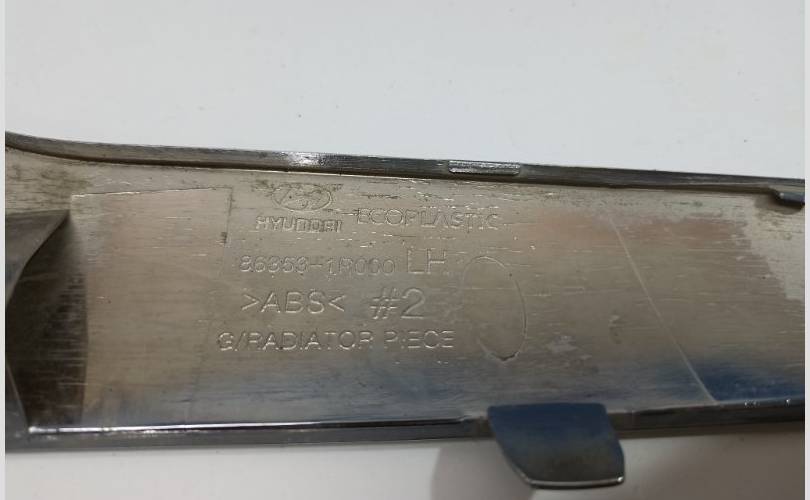 HYUNDAI ECOPLASTIC
86353-1R000 LH
>ABS< #2
G/RADIATOR PIECE